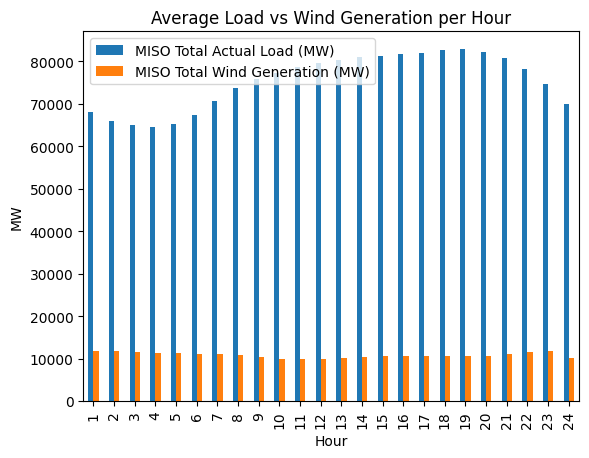 Average Load vs Wind Generation per Hour
MISO Total Actual Load (MW)
MISO Total Wind Generation (MW)
80000
70000
60000
50000
40000
30000
20000
10000
0
MW
1 2 3 4 5 6 7 8 9 10 11 12 13 14 15 16 17 18 19 20 21 22 23 24
Hour